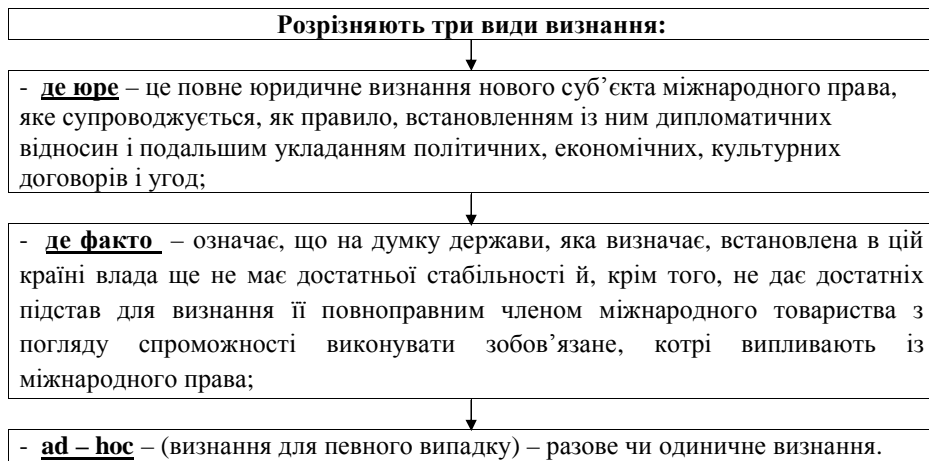 Розрізняють три види визнання:
- де юре – це повне юридичне визнання нового суб’єкта міжнародного права,
яке супроводжується, як правило, встановленням із ним дипломатичних
відносин і подальшим укладанням політичних, економічних, культурних
договорів і угод;
- де факто – означає, що на думку держави, яка визначає, встановлена в цій
країні влада ще не має достатньої стабільності й, крім того, не дає достатніх
підстав для визнання її повноправним членом міжнародного товариства з
погляду спроможності виконувати зобов’язане, котрі випливають із
міжнародного права;
- ad – hoc – (визнання для певного випадку) – разове чи одиничне визнання.